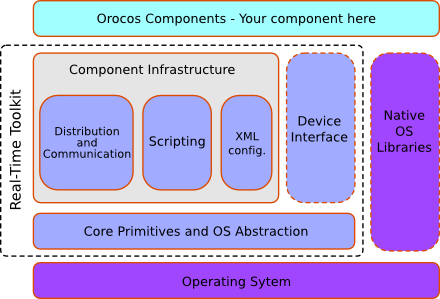 Orocos Components - Your component here
Real-Time Toolkit
Component Infrastructure
Distribution
and
Communication
Scripting
XML
config.
Device
Interface
Native
OS
Libraries
Core Primitives and OS Abstraction
Operating Sytem